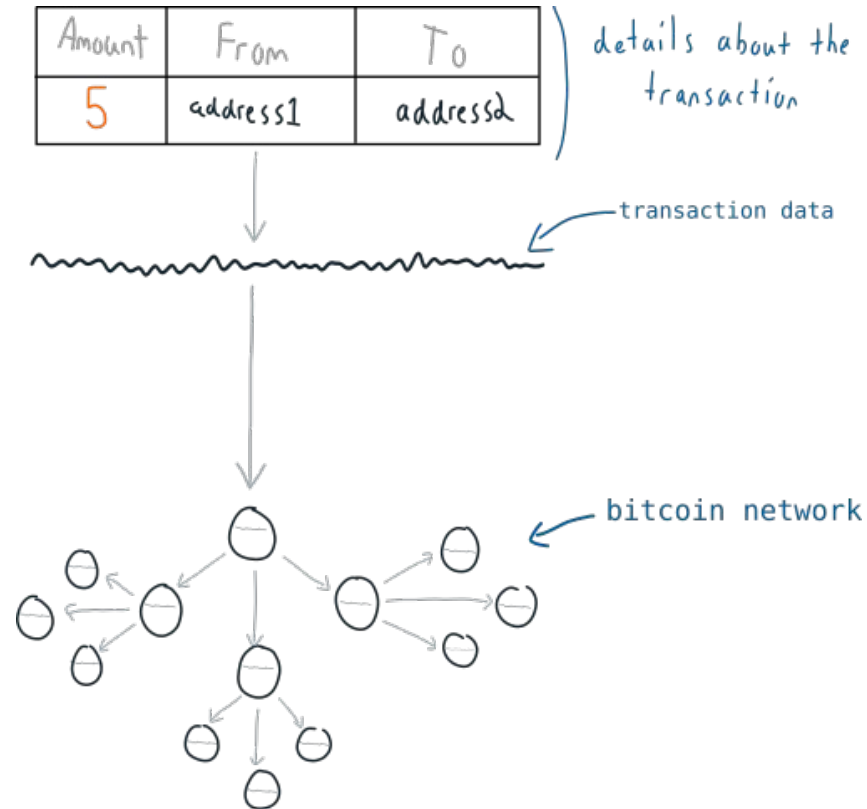 Amount From To
5 address1 address2
details about the
transaction
transaction data
bitcoin network